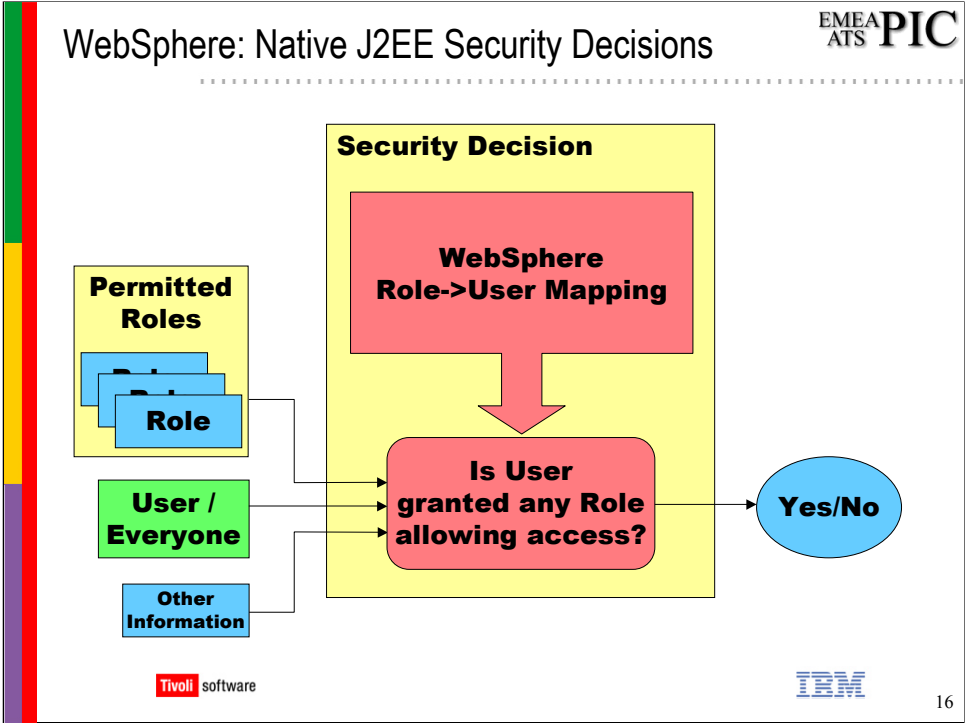 WebSphere: Native J2EE Security Decisions
EMEA
ATS PIC
Security Decision
WebSphere
Role->User Mapping
Permitted
Roles
Role
Is User
granted any Role
allowing access?
User /
Everyone
Yes/No
Other
Information
Tivoli software
IBM
16